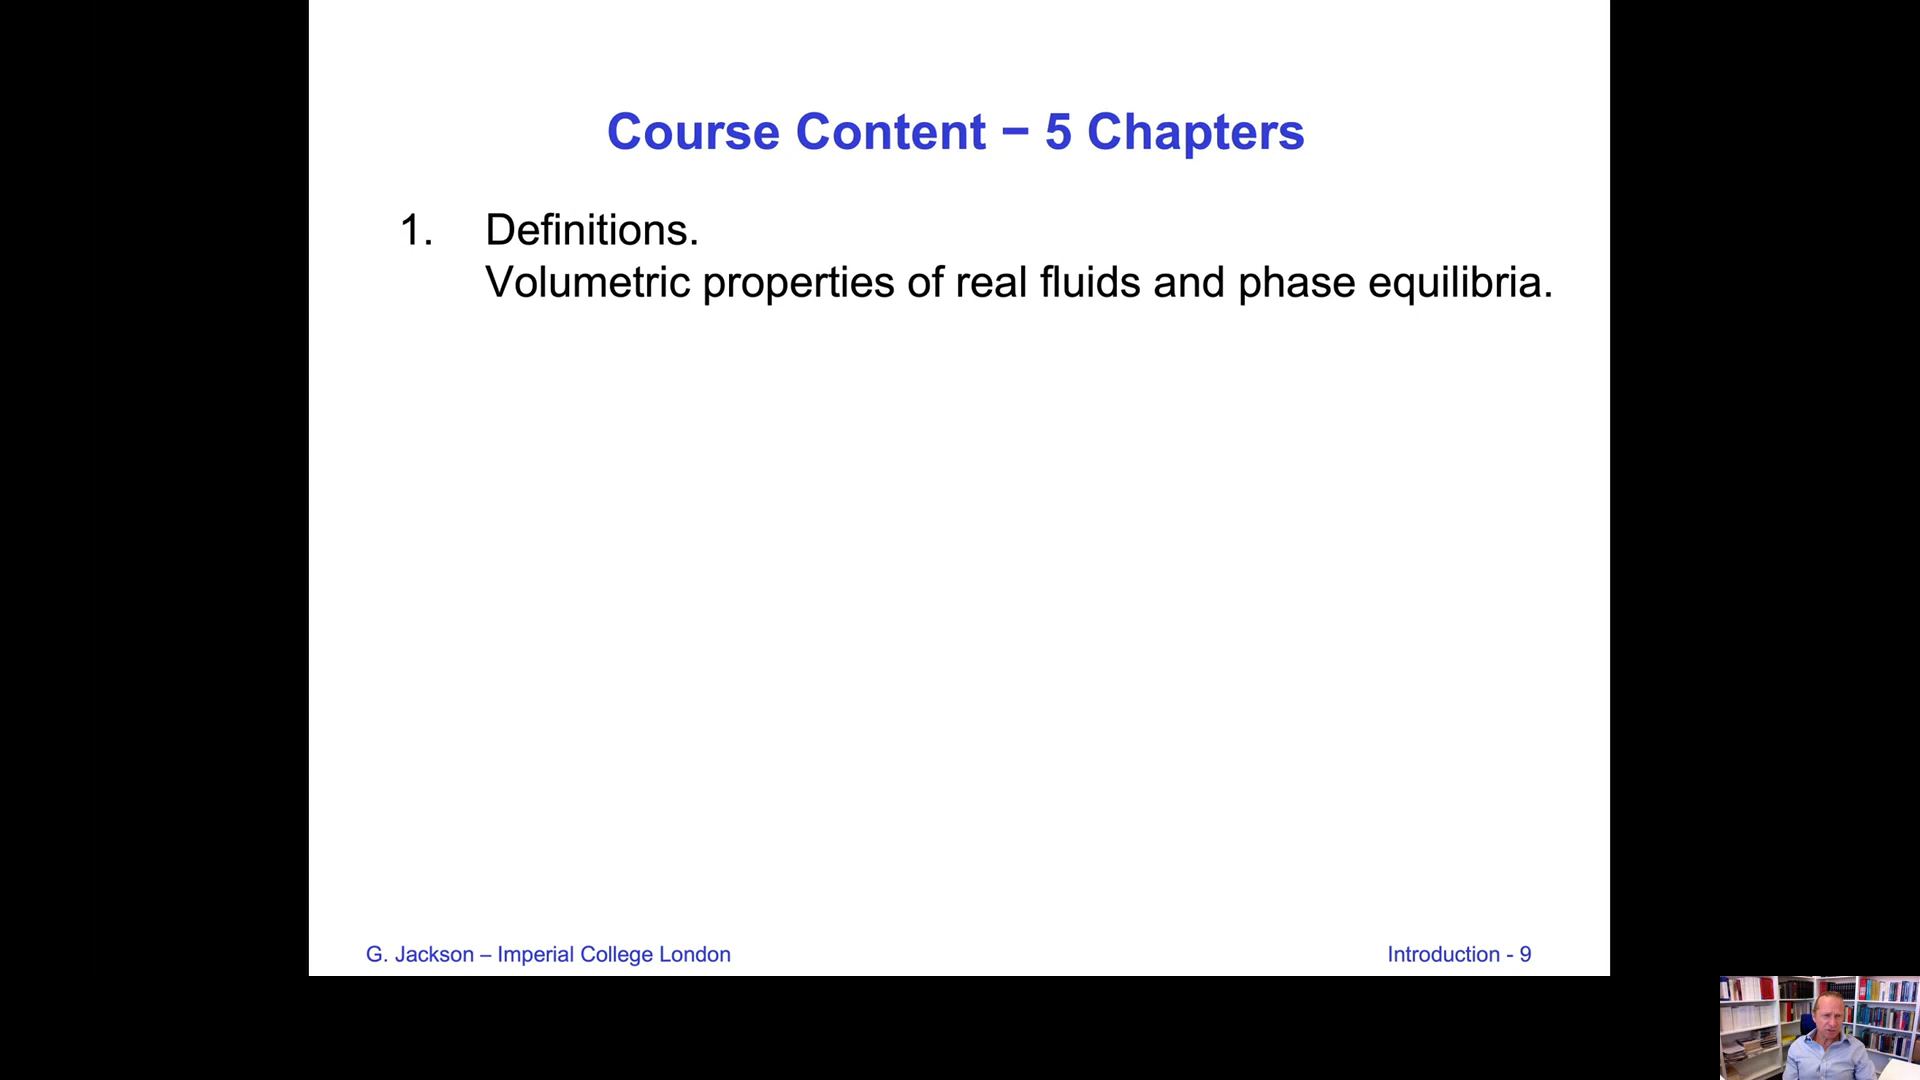 Course Content − 5 Chapters
1. Definitions.
Volumetric properties of real fluids and phase equilibria.
G. Jackson – Imperial College London
Introduction - 9